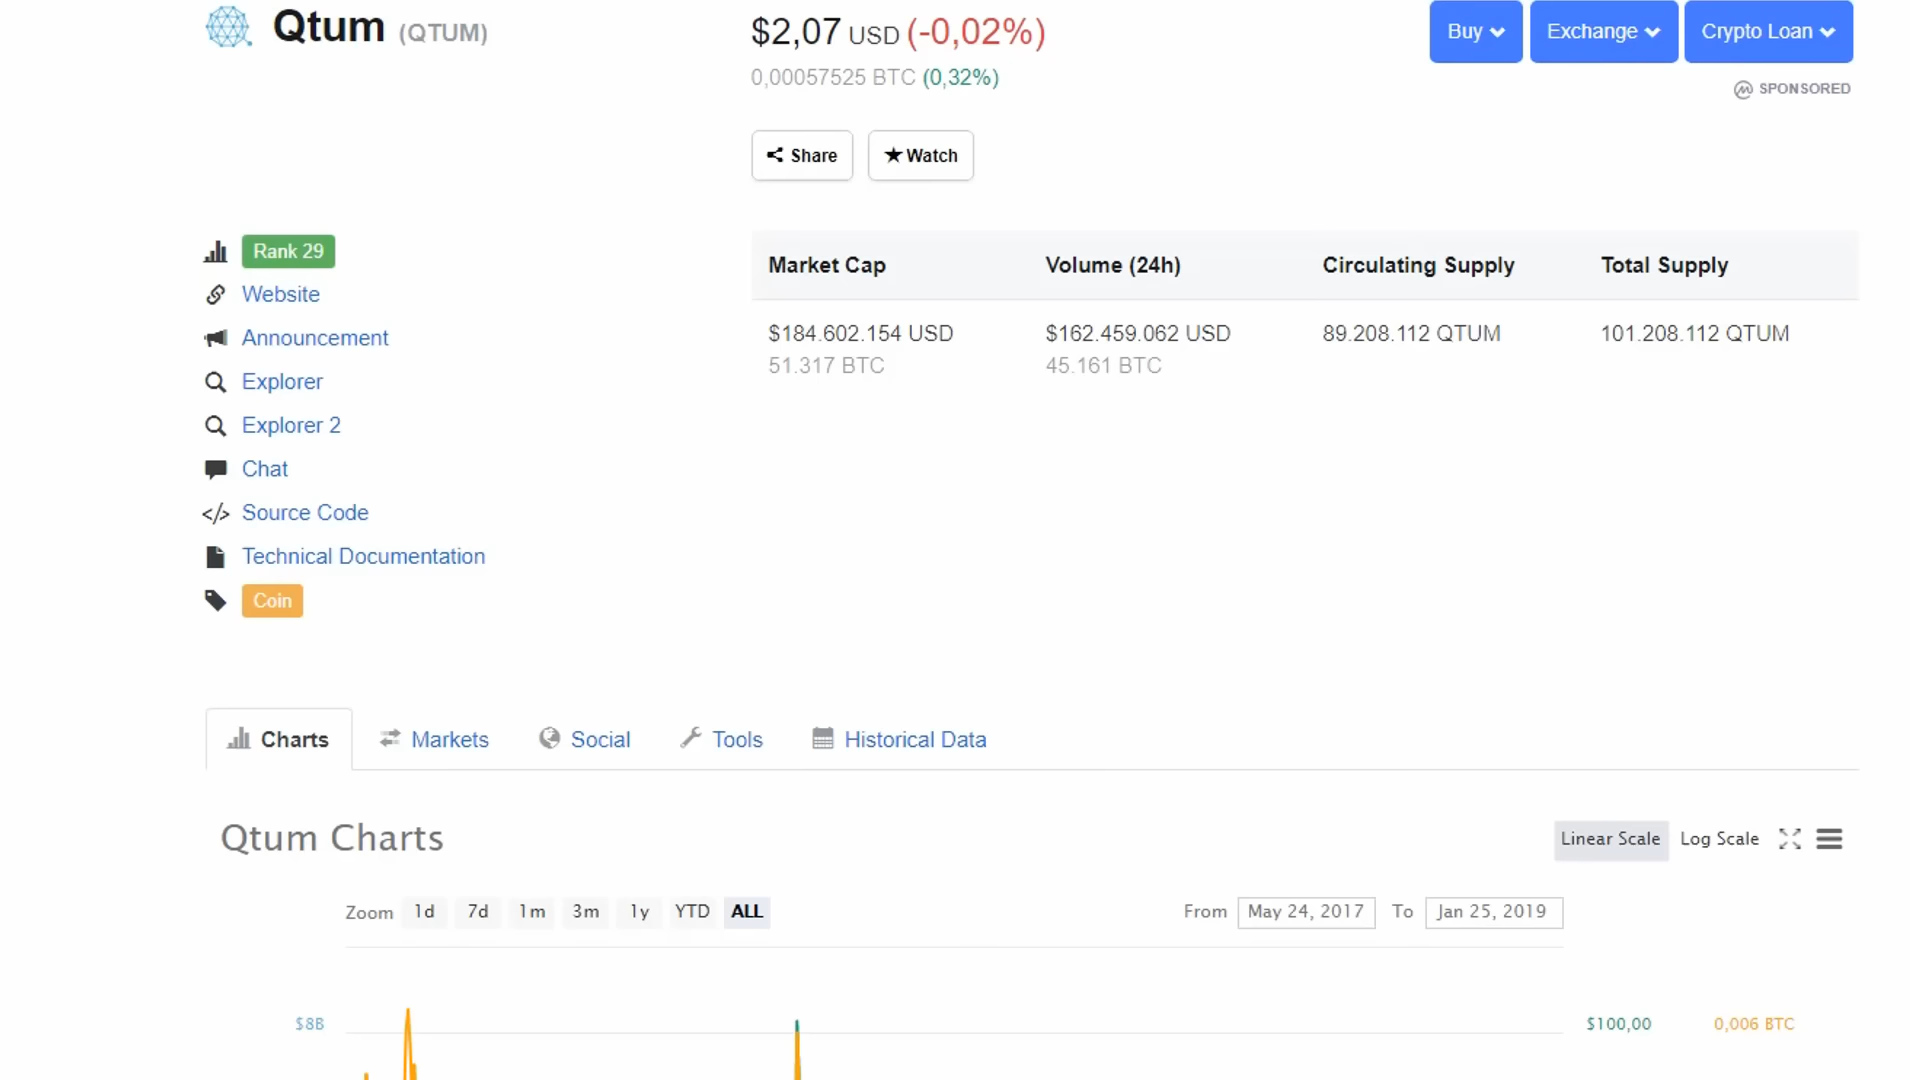 Qtum (QTUM)
$2,07 USD (-0,02%)
0,00057525 BTC (0,32%)
Buy
Exchange
Crypto Loan
SPONSORED
Share
Watch
Rank 29
Website
Announcement
Explorer
Explorer 2
Chat
Source Code
Technical Documentation
Coin
Market Cap Volume (24h) Circulating Supply Total Supply
$184.602.154 USD $162.459.062 USD 89.208.112 QTUM 101.208.112 QTUM
51.317 BTC 45.161 BTC
Charts Markets Social Tools Historical Data
Qtum Charts
Linear Scale Log Scale
Zoom 1d 7d 1m 3m 1y YTD ALL
From May 24, 2017 To Jan 25, 2019
$8B $100,00 0,006 BTC